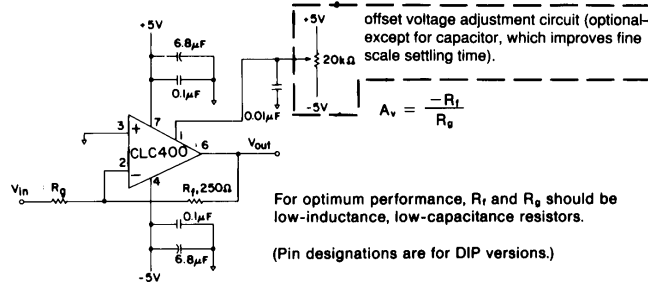 +5V
6.8μF
0.1μF
+5V
20kΩ
-5V
0.01μF
offset voltage adjustment circuit (optional—
except for capacitor, which improves fine
scale settling time).
Av = -Rf
Rg
3
+
7
1
6
CLC400
2
−
4
Vout
Vin
Rg
Rf, 250Ω
0.1μF
6.8μF
-5V
For optimum performance, Rf and Rg should be
low-inductance, low-capacitance resistors.
(Pin designations are for DIP versions.)